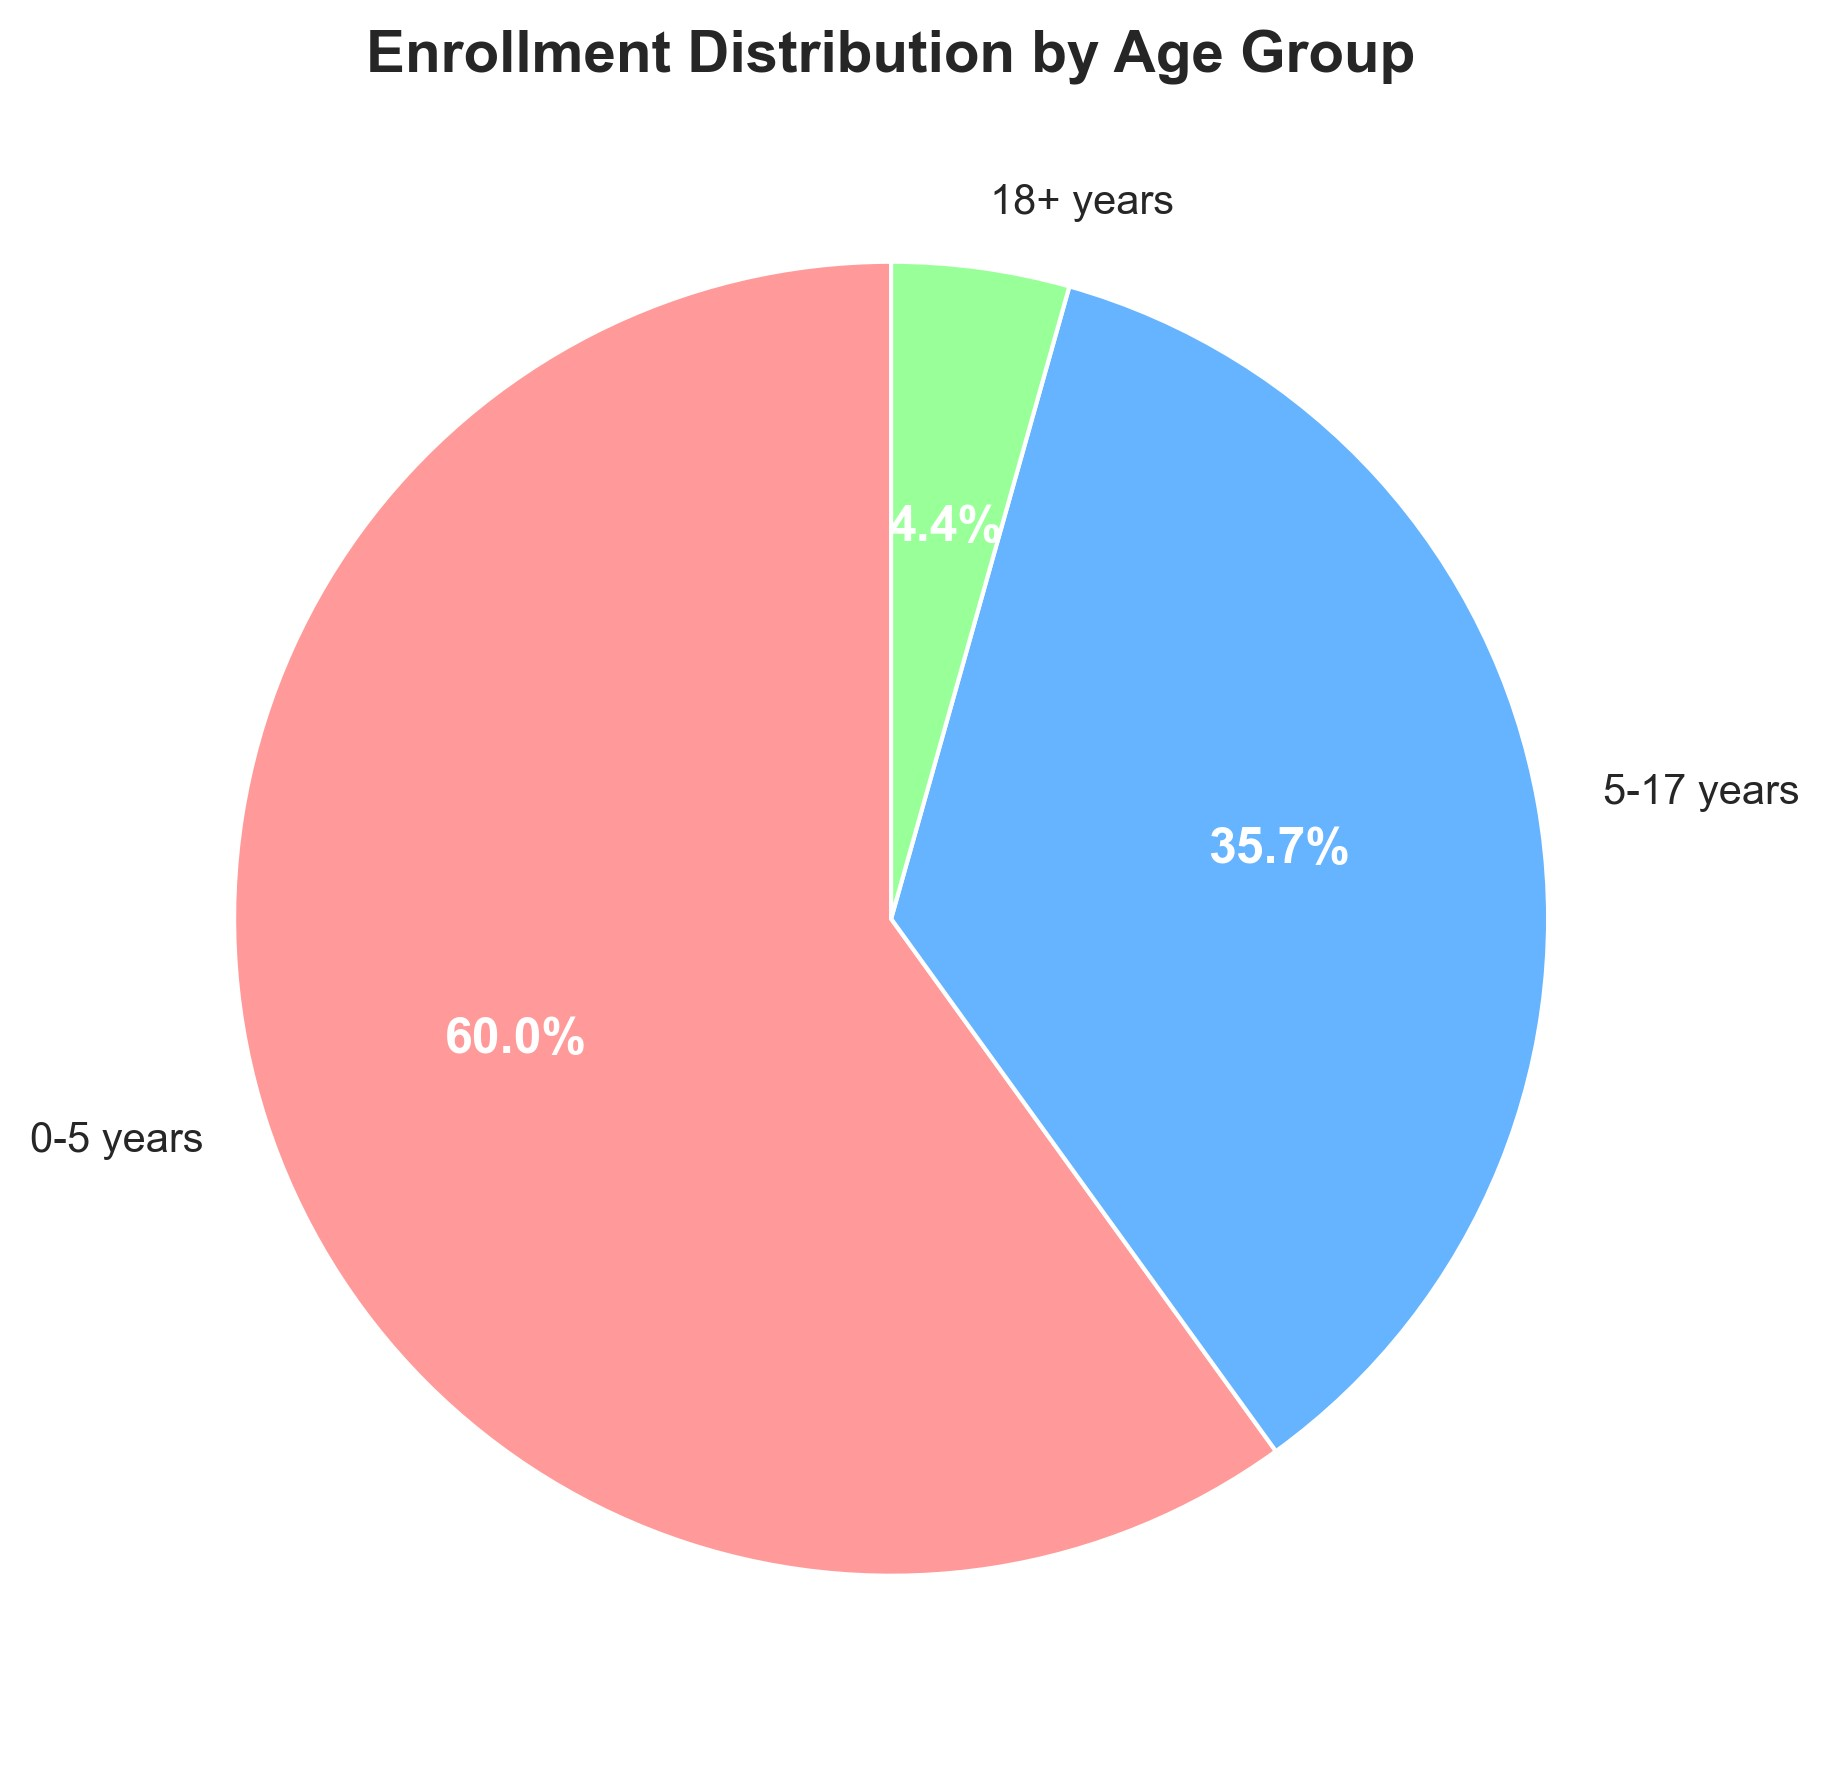 Enrollment Distribution by Age Group
18+ years
4.4%
5-17 years
35.7%
60.0%
0-5 years